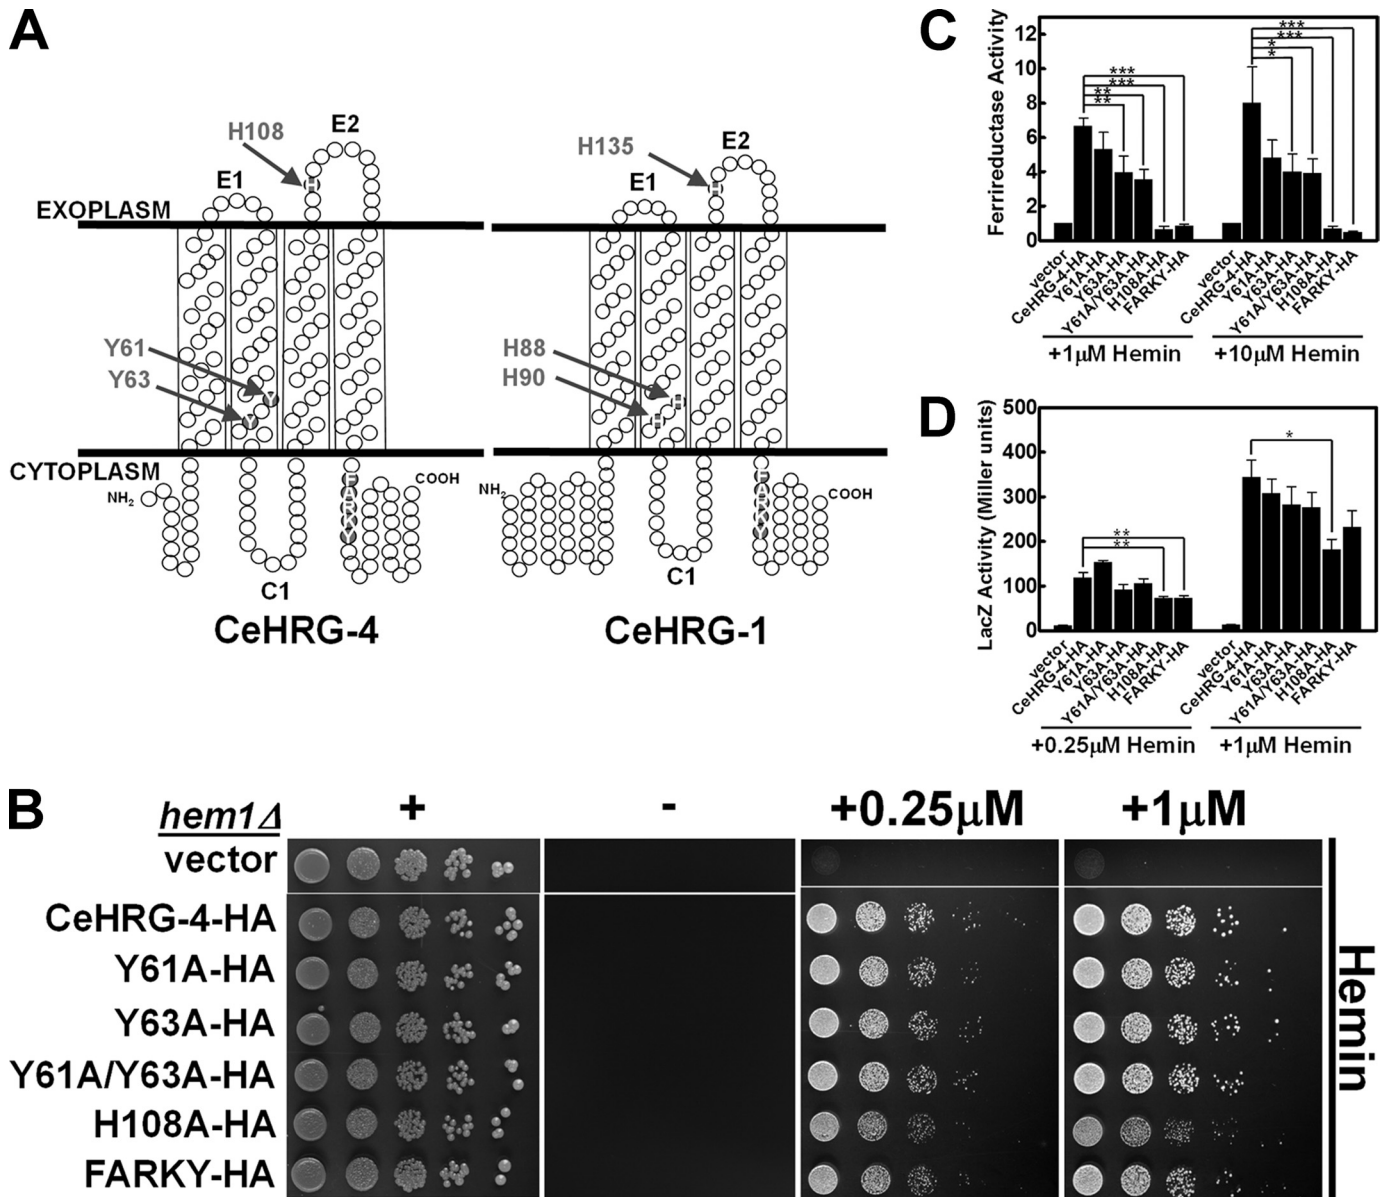 A
H108
E2
E1
EXOPLASM
H
Y61
Y63
Y
Y
CYTOPLASM
NH2
FARKY
COOH
C1
CeHRG-4
H135
E2
E1
H
H88
H90
H
H
NH2
FARKY
COOH
C1
CeHRG-1
C
Ferrireductase Activity
12
10
8
6
4
2
0
***
***
**
**
***
***
*
*
vector
CeHRG-4-HA
Y61A-HA
Y63A-HA
Y61A/Y63A-HA
H108A-HA
FARKY-HA
vector
CeHRG-4-HA
Y61A-HA
Y63A-HA
Y61A/Y63A-HA
H108A-HA
FARKY-HA
+1μM Hemin
+10μM Hemin
D
LacZ Activity (Miller units)
500
400
300
200
100
0
**
**
*
vector
CeHRG-4-HA
Y61A-HA
Y63A-HA
Y61A/Y63A-HA
H108A-HA
FARKY-HA
vector
CeHRG-4-HA
Y61A-HA
Y63A-HA
Y61A/Y63A-HA
H108A-HA
FARKY-HA
+0.25μM Hemin
+1μM Hemin
B
hem1Δ + - +0.25μM +1μM
vector
CeHRG-4-HA
Y61A-HA
Y63A-HA
Y61A/Y63A-HA
H108A-HA
FARKY-HA
Hemin